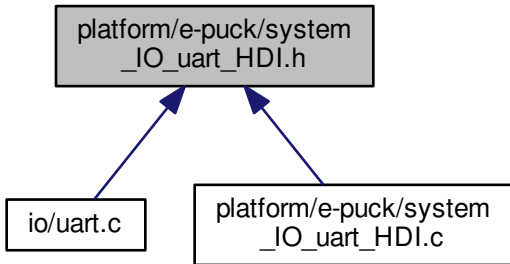 platform/e-puck/system
_IO_uart_HDI.h
io/uart.c
platform/e-puck/system
_IO_uart_HDI.c